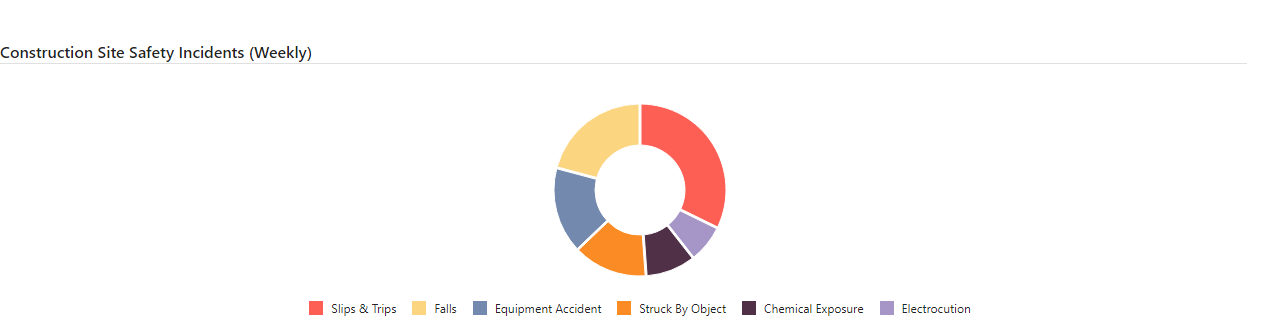 Construction Site Safety Incidents (Weekly)
Slips & Trips Falls Equipment Accident Struck By Object Chemical Exposure Electrocution